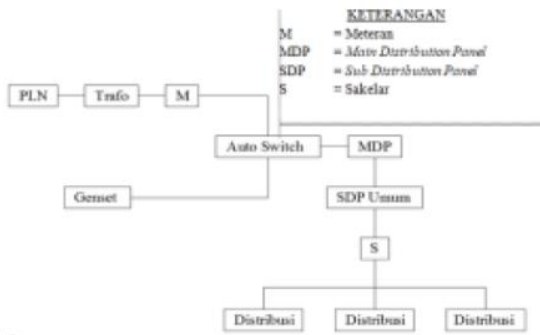 KETERANGAN
M = Meteran
MDP = Main Distribution Panel
SDP = Sub Distribution Panel
S = Sakelar
PLN Trafo M
Auto Switch MDP
Genset SDP Umum
S
Distribusi Distribusi Distribusi